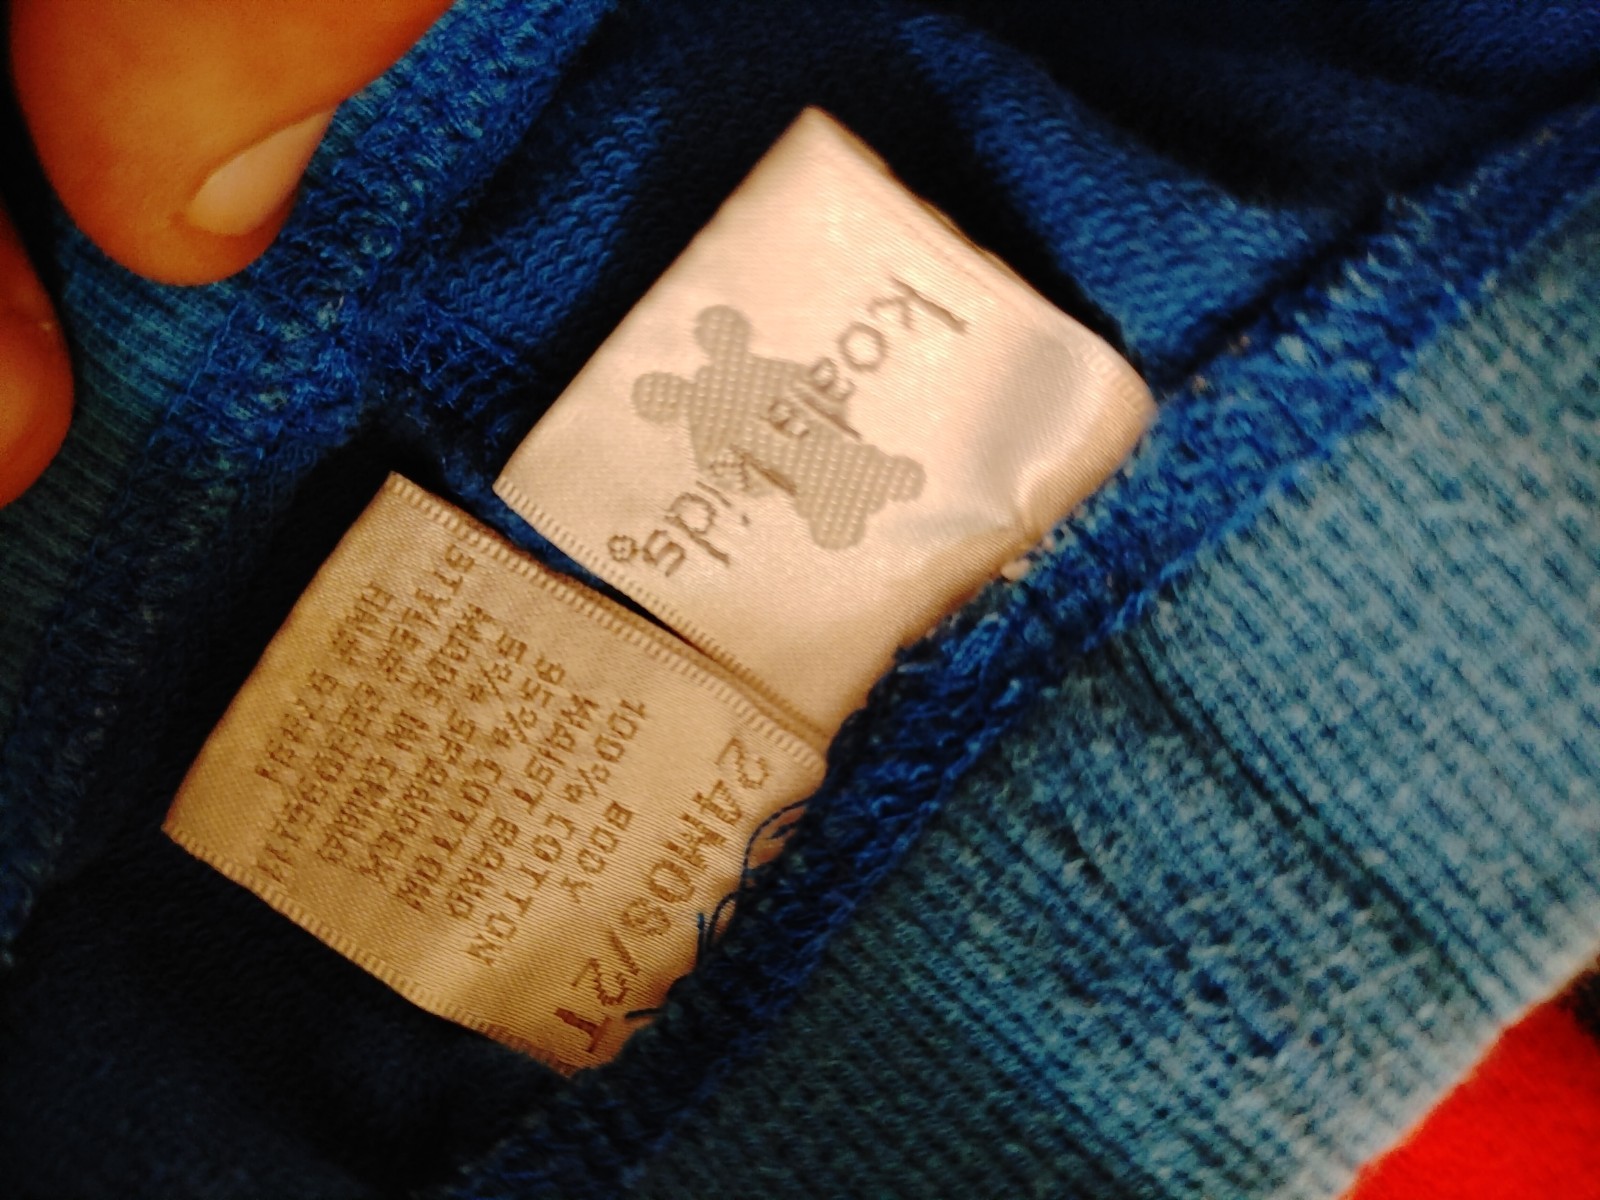 koala
kids®
24MOS/2T
BODY
100% COTTON
WAIST BAND
95% COTTON
5% SPANDEX
MADE IN CHINA